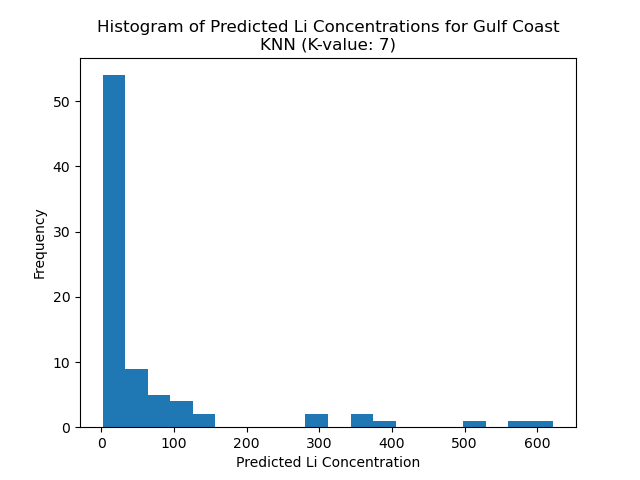 Histogram of Predicted Li Concentrations for Gulf Coast
KNN (K-value: 7)
50
40
30
20
10
0
Frequency
0 100 200 300 400 500 600
Predicted Li Concentration